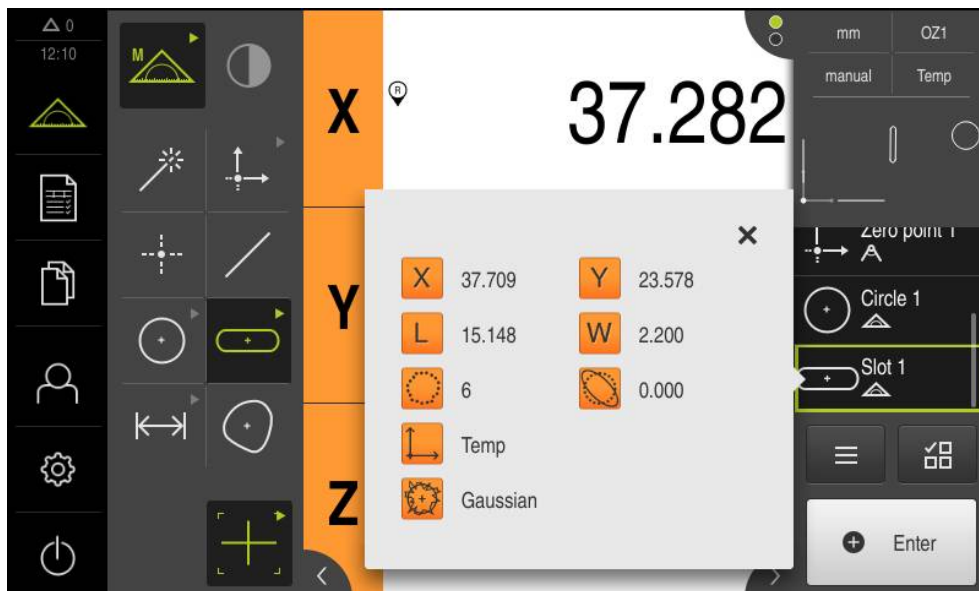 0
12:10
M
X
R
37.282
Y
Z
mm
OZ1
manual
Temp
X 37.709
Y 23.578
L 15.148
W 2.200
6
0.000
Temp
Gaussian
Zero point 1
Circle 1
Slot 1
Enter